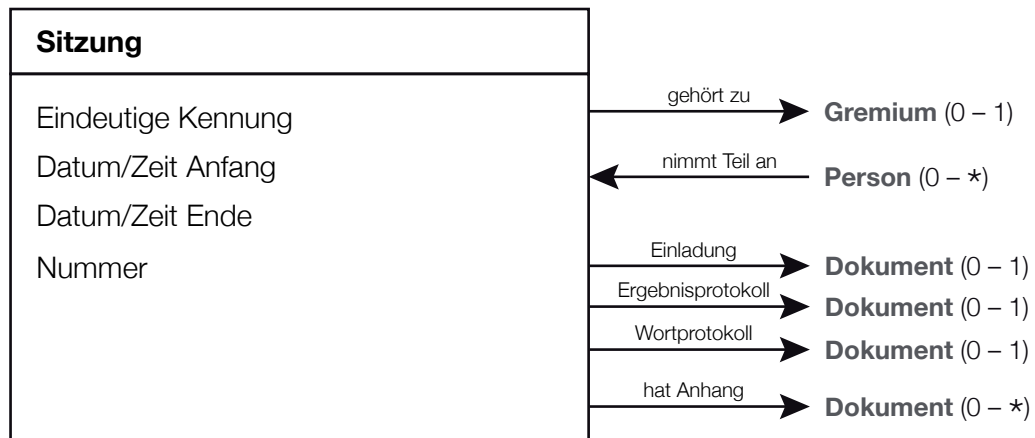 Sitzung
Eindeutige Kennung
Datum/Zeit Anfang
Datum/Zeit Ende
Nummer
gehört zu
Gremium (0 – 1)
nimmt Teil an
Person (0 – *)
Einladung
Dokument (0 – 1)
Ergebnisprotokoll
Dokument (0 – 1)
Wortprotokoll
Dokument (0 – 1)
hat Anhang
Dokument (0 – *)